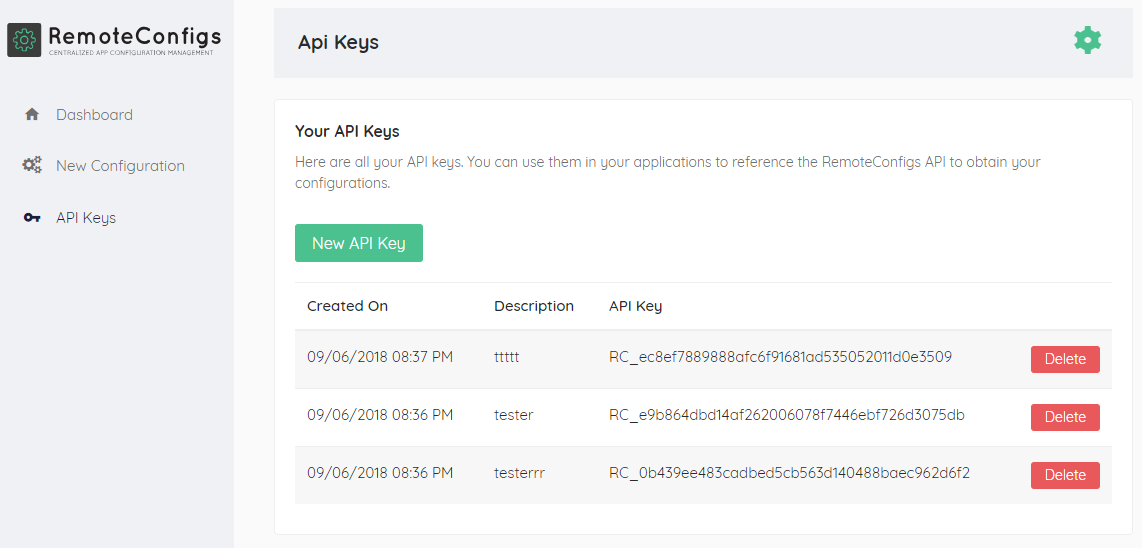 RemoteConfigs
CENTRALIZED APP CONFIGURATION MANAGEMENT
Dashboard
New Configuration
API Keys
Api Keys
Your API Keys
Here are all your API keys. You can use them in your applications to reference the RemoteConfigs API to obtain your
configurations.
New API Key
Created On Description API Key
09/06/2018 08:37 PM ttttt RC_ec8ef7889888afc6f91681ad535052011d0e3509 Delete
09/06/2018 08:36 PM tester RC_e9b864dbd14af262006078f7446ebf726d3075db Delete
09/06/2018 08:36 PM testerrr RC_0b439ee483cadbed5cb563d140488baec962d6f2 Delete